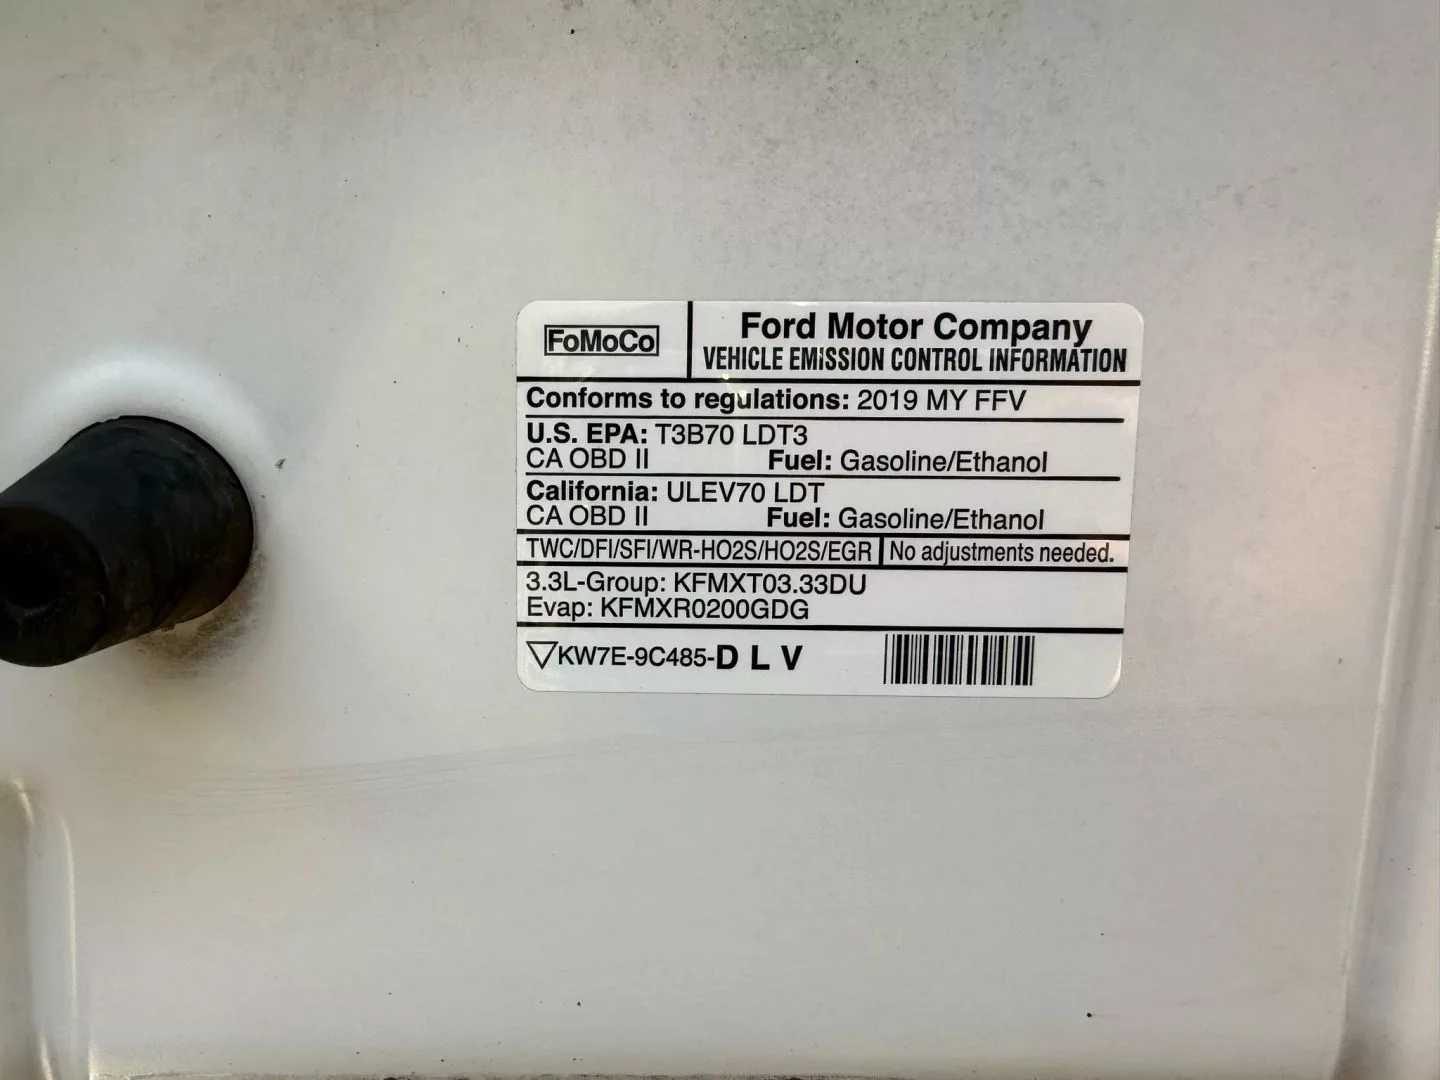 FoMoCo
Ford Motor Company
VEHICLE EMISSION CONTROL INFORMATION
Conforms to regulations: 2019 MY FFV
U.S. EPA: T3B70 LDT3
CA OBD II Fuel: Gasoline/Ethanol
California: ULEV70 LDT
CA OBD II Fuel: Gasoline/Ethanol
TWC/DFI/SFI/WR-HO2S/HO2S/EGR No adjustments needed.
3.3L-Group: KFMXT03.33DU
Evap: KFMXR0200GDG
KW7E-9C485-D L V